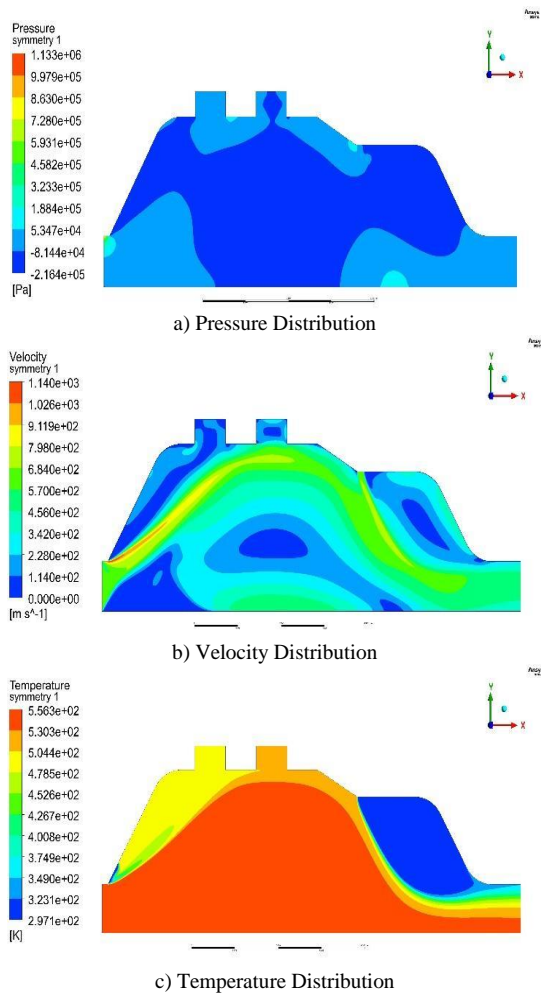 Pressure
symmetry 1
1.133e+06
9.979e+05
8.630e+05
7.280e+05
5.931e+05
4.582e+05
3.233e+05
1.884e+05
5.347e+04
-8.144e+04
-2.164e+05
[Pa]
Y
X
a) Pressure Distribution
Velocity
symmetry 1
1.140e+03
1.026e+03
9.119e+02
7.980e+02
6.840e+02
5.700e+02
4.560e+02
3.420e+02
2.280e+02
1.140e+02
0.000e+00
[m s^-1]
Y
X
b) Velocity Distribution
Temperature
symmetry 1
5.563e+02
5.303e+02
5.044e+02
4.785e+02
4.526e+02
4.267e+02
4.008e+02
3.749e+02
3.490e+02
3.231e+02
2.971e+02
[K]
Y
X
c) Temperature Distribution